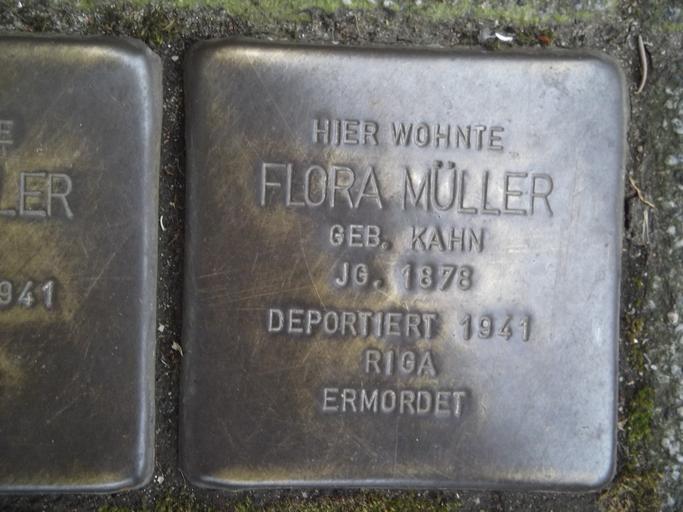 HIER WOHNTE
FLORA MÜLLER
GEB. KAHN
JG. 1878
DEPORTIERT 1941
RIGA
ERMORDET
LER
941